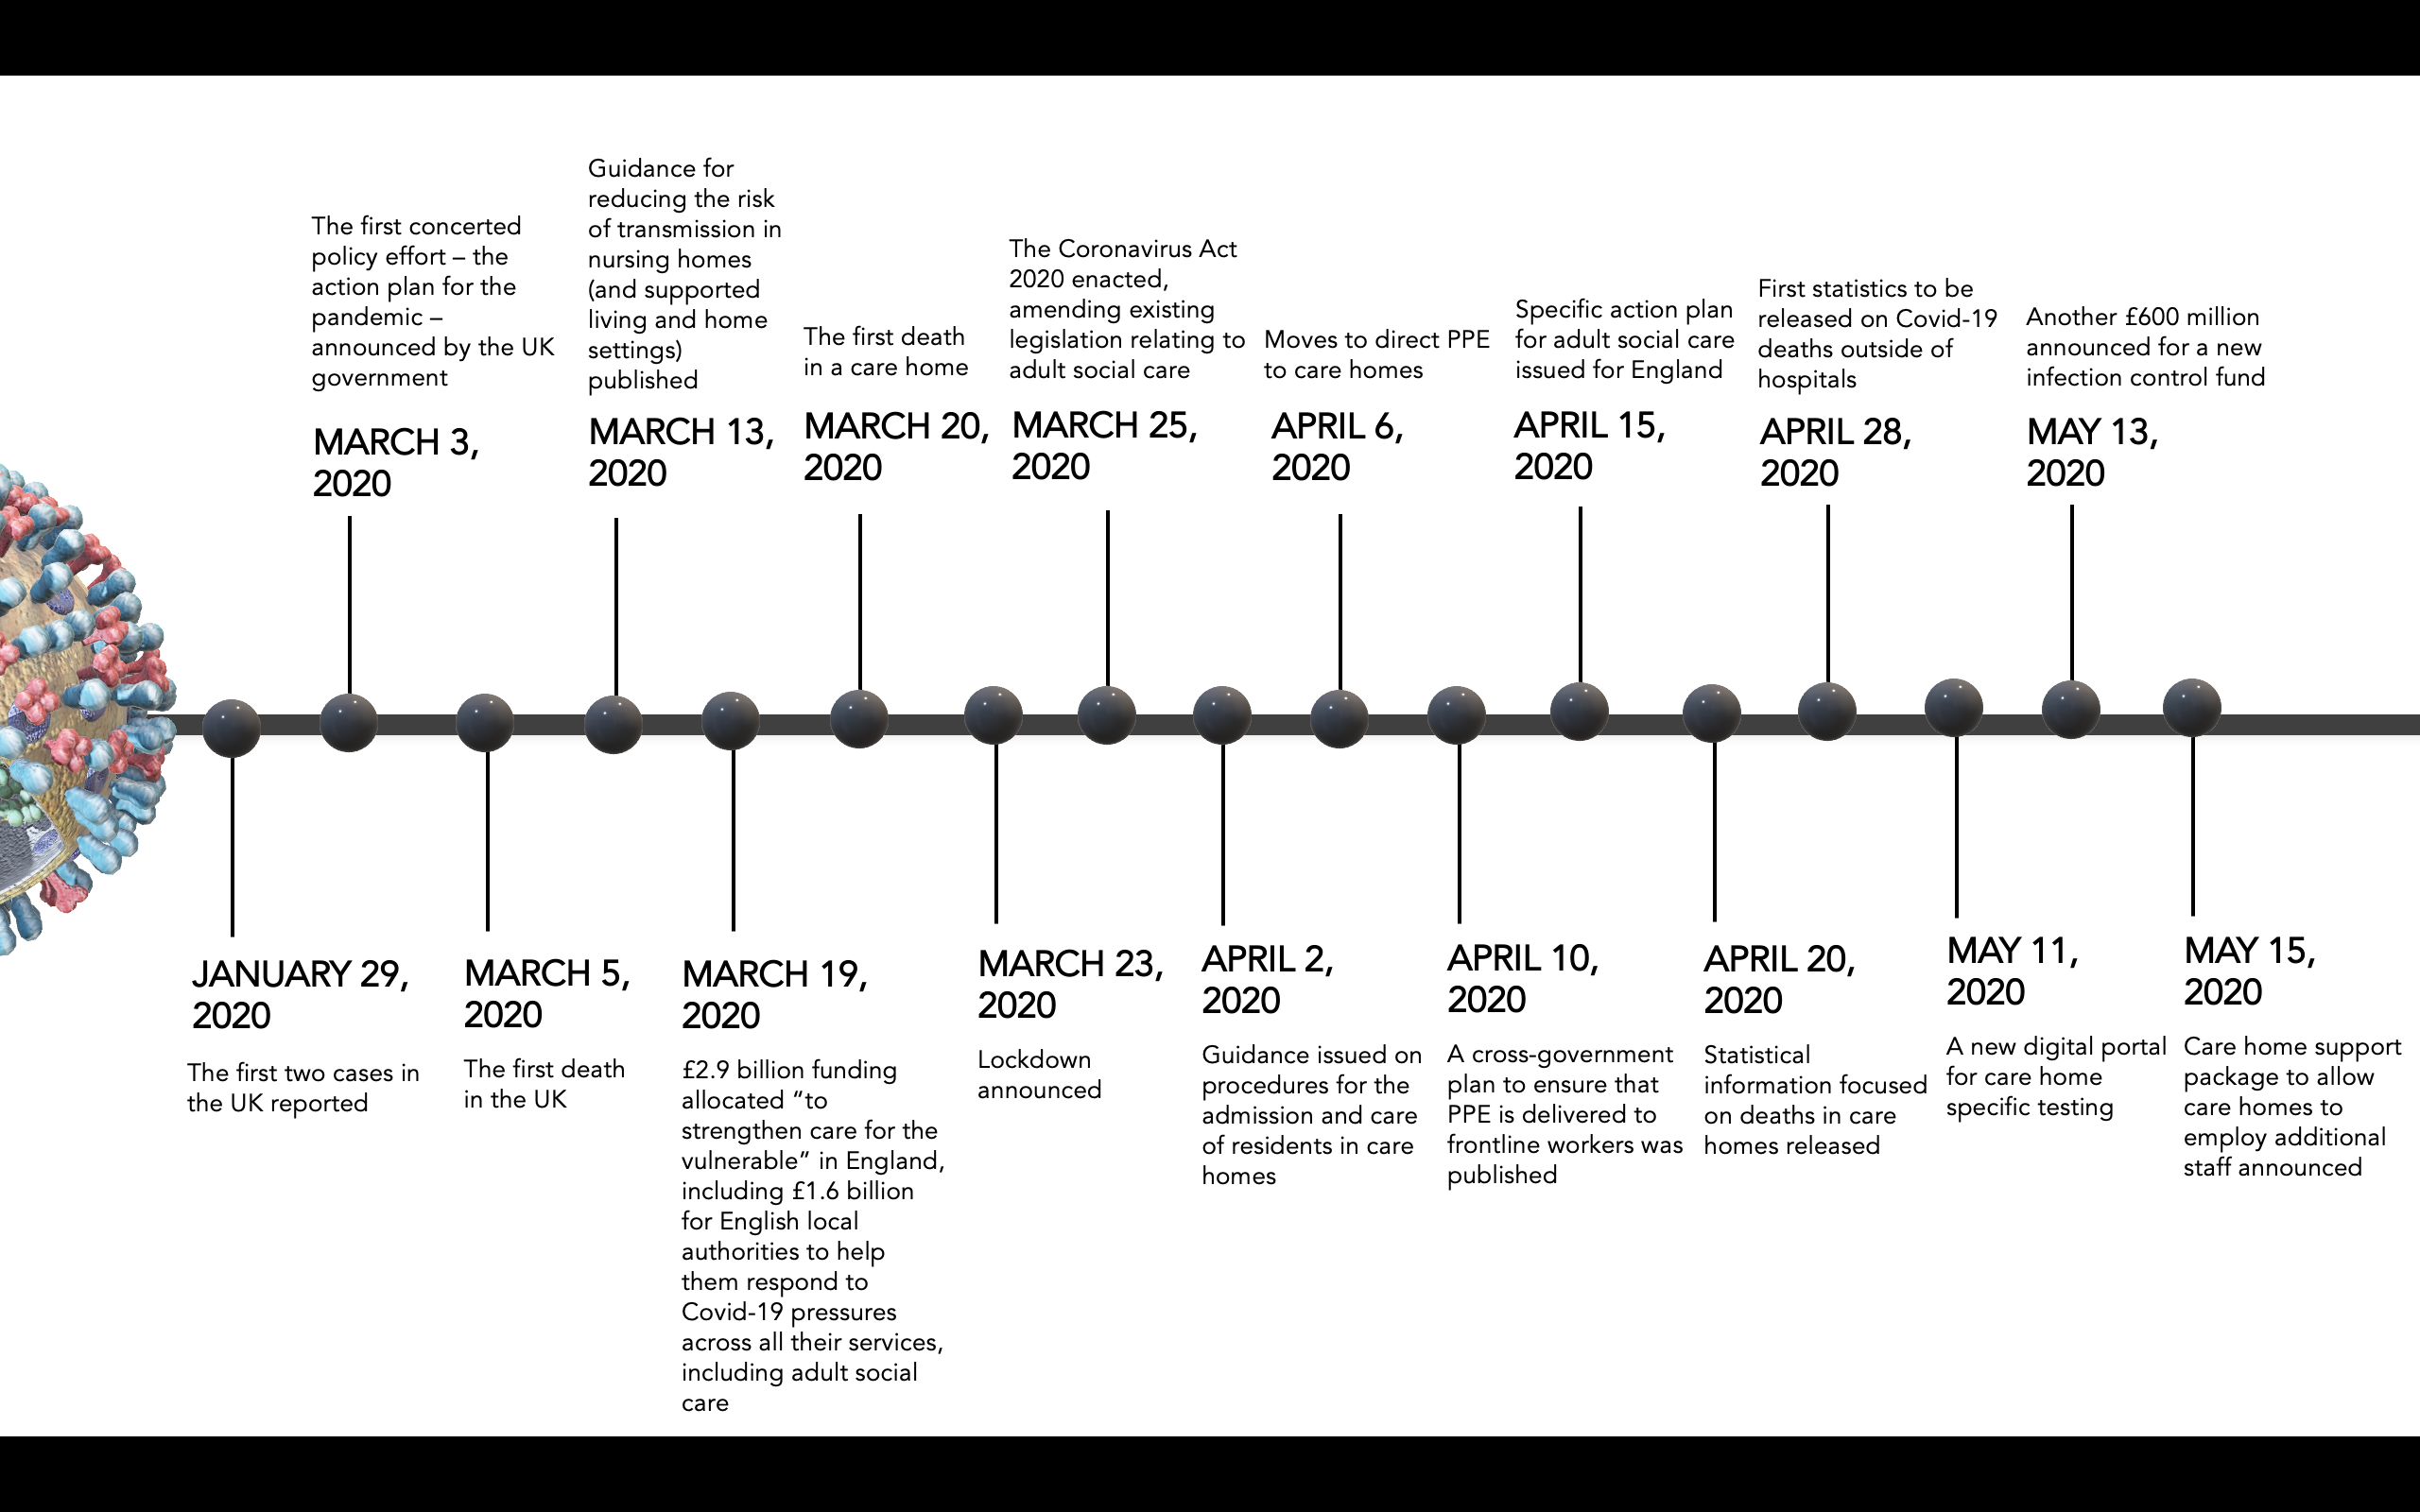 The first concerted
policy effort – the
action plan for the
pandemic –
announced by the UK
government
MARCH 3,
2020
Guidance for
reducing the risk
of transmission in
nursing homes
(and supported
living and home
settings)
published
MARCH 13,
2020
The first death
in a care home
MARCH 20,
2020
The Coronavirus Act
2020 enacted,
amending existing
legislation relating to
adult social care
MARCH 25,
2020
Moves to direct PPE
to care homes
APRIL 6,
2020
Specific action plan
for adult social care
issued for England
APRIL 15,
2020
First statistics to be
released on Covid-19
deaths outside of
hospitals
APRIL 28,
2020
Another £600 million
announced for a new
infection control fund
MAY 13,
2020
JANUARY 29,
2020
The first two cases in
the UK reported
MARCH 5,
2020
The first death
in the UK
MARCH 19,
2020
£2.9 billion funding
allocated “to
strengthen care for the
vulnerable” in England,
including £1.6 billion
for English local
authorities to help
them respond to
Covid-19 pressures
across all their services,
including adult social
care
MARCH 23,
2020
Lockdown
announced
APRIL 2,
2020
Guidance issued on
procedures for the
admission and care
of residents in care
homes
APRIL 10,
2020
A cross-government
plan to ensure that
PPE is delivered to
frontline workers was
published
APRIL 20,
2020
Statistical
information focused
on deaths in care
homes released
MAY 11,
2020
A new digital portal
for care home
specific testing
MAY 15,
2020
Care home support
package to allow
care homes to
employ additional
staff announced